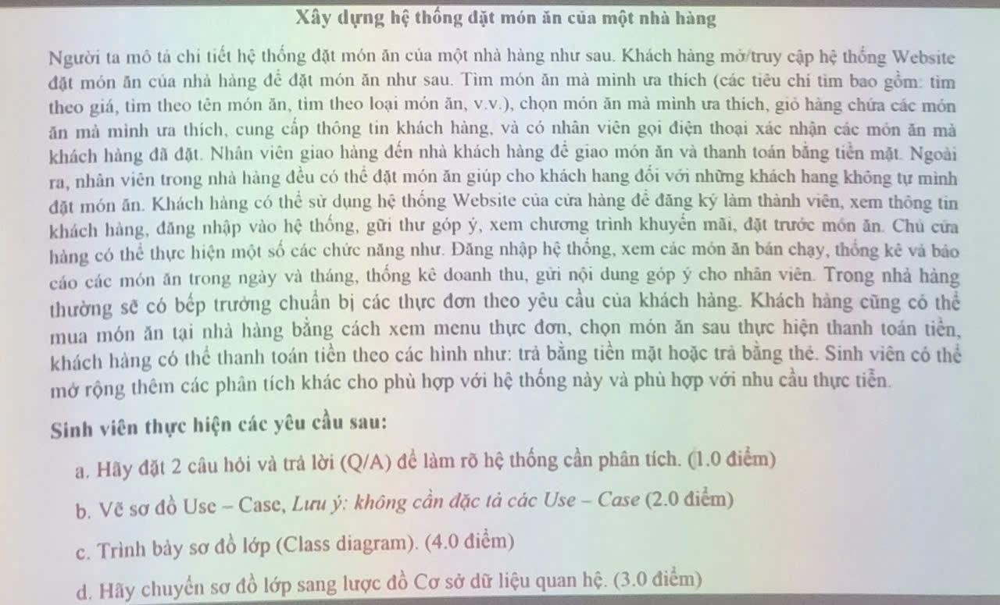 Xây dựng hệ thống đặt món ăn của một nhà hàng
Người ta mô tả chi tiết hệ thống đặt món ăn của một nhà hàng như sau. Khách hàng mở/truy cập hệ thống Website
đặt món ăn của nhà hàng để đặt món ăn như sau. Tìm món ăn mà mình ưa thích (các tiêu chí tìm bao gồm: tìm
theo giá, tìm theo tên món ăn, tìm theo loại món ăn, v.v.), chọn món ăn mà mình ưa thích, giỏ hàng chứa các món
ăn mà mình ưa thích, cung cấp thông tin khách hàng, và có nhân viên gọi điện thoại xác nhận các món ăn mà
khách hàng đã đặt. Nhân viên giao hàng đến nhà khách hàng để giao món ăn và thanh toán bằng tiền mặt. Ngoài
ra, nhân viên trong nhà hàng đều có thể đặt món ăn giúp cho khách hang đối với những khách hang không tự mình
đặt món ăn. Khách hàng có thể sử dụng hệ thống Website của cửa hàng để đăng ký làm thành viên, xem thông tin
khách hàng, đăng nhập vào hệ thống, gửi thư góp ý, xem chương trình khuyến mãi, đặt trước món ăn. Chủ cửa
hàng có thể thực hiện một số các chức năng như. Đăng nhập hệ thống, xem các món ăn bán chạy, thống kê và báo
cáo các món ăn trong ngày và tháng, thống kê doanh thu, gửi nội dung góp ý cho nhân viên. Trong nhà hàng
thường sẽ có bếp trưởng chuẩn bị các thực đơn theo yêu cầu của khách hàng. Khách hàng cũng có thể
mua món ăn tại nhà hàng bằng cách xem menu thực đơn, chọn món ăn sau thực hiện thanh toán tiền,
khách hàng có thể thanh toán tiền theo các hình như: trả bằng tiền mặt hoặc trả bằng thẻ. Sinh viên có thể
mở rộng thêm các phân tích khác cho phù hợp với hệ thống này và phù hợp với nhu cầu thực tiễn.
Sinh viên thực hiện các yêu cầu sau:
a. Hãy đặt 2 câu hỏi và trả lời (Q/A) để làm rõ hệ thống cần phân tích. (1.0 điểm)
b. Vẽ sơ đồ Use – Case, Lưu ý: không cần đặc tả các Use – Case (2.0 điểm)
c. Trình bày sơ đồ lớp (Class diagram). (4.0 điểm)
d. Hãy chuyển sơ đồ lớp sang lược đồ Cơ sở dữ liệu quan hệ. (3.0 điểm)